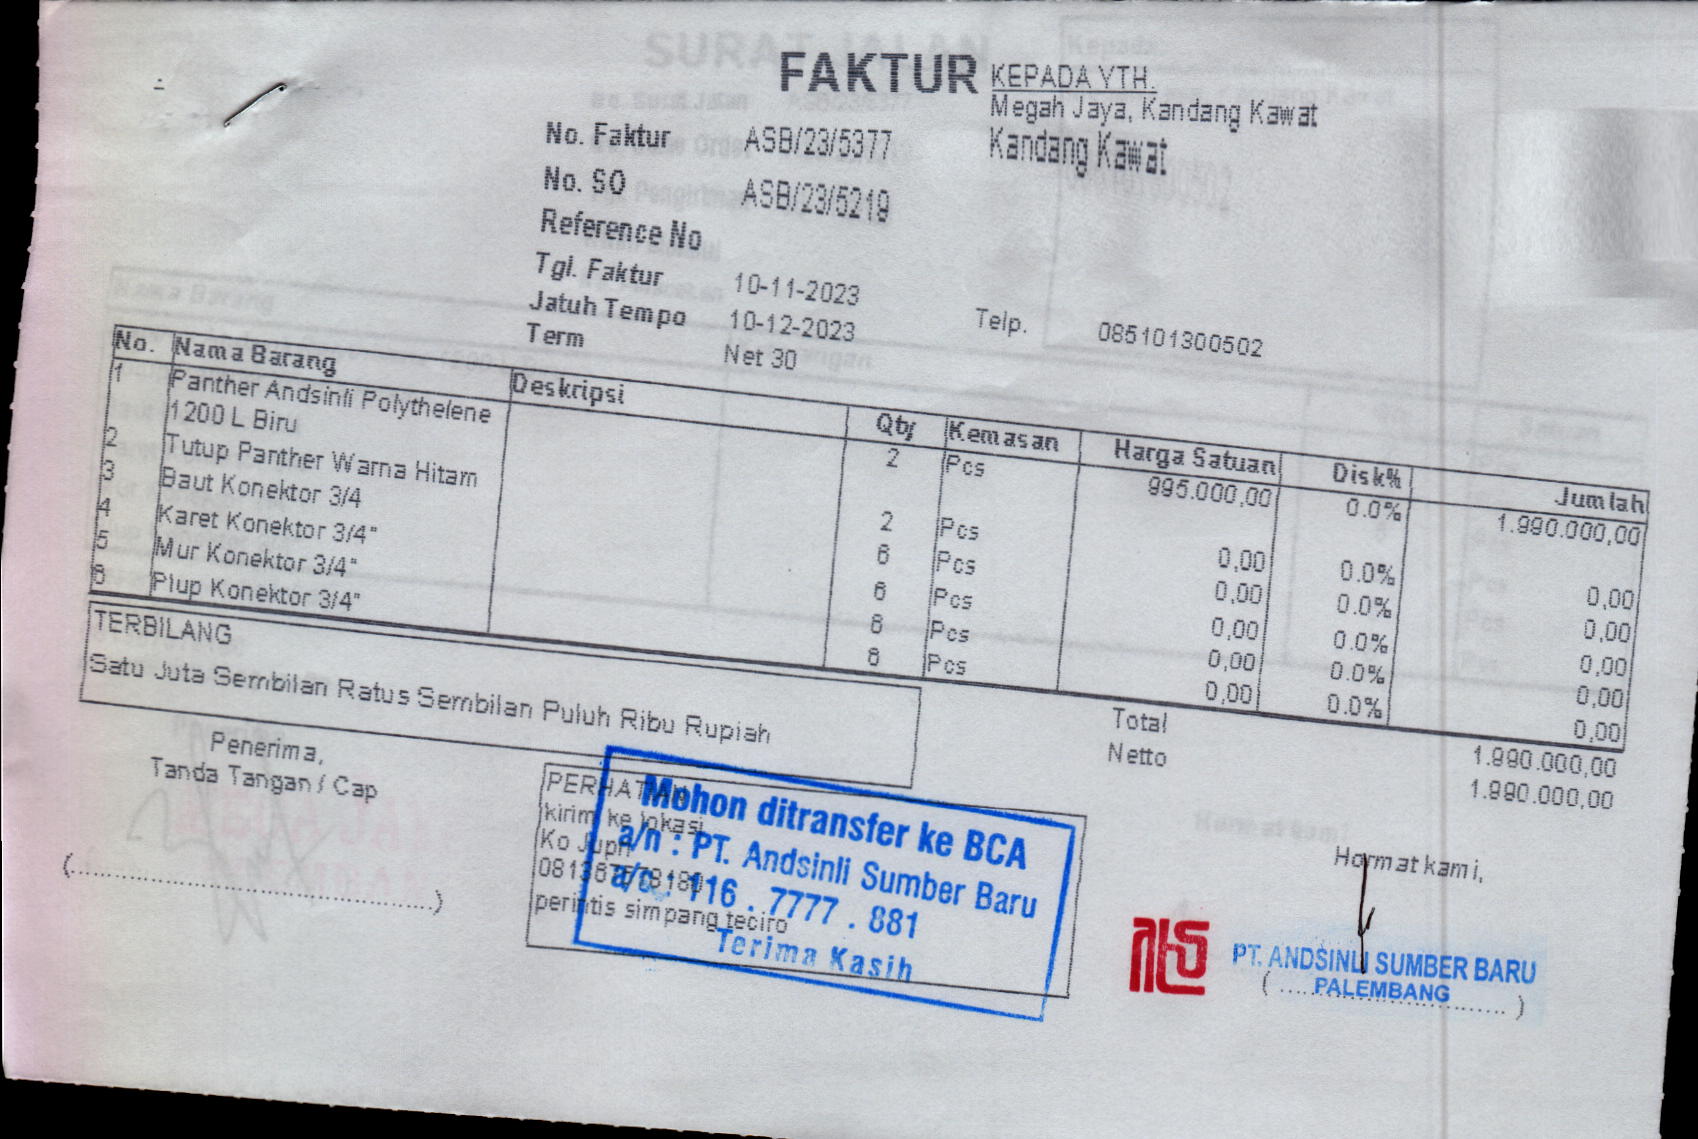 FAKTUR
KEPADA YTH.
Megah Jaya, Kandang Kawat
Kandang Kawat
No. Faktur ASB/23/5377
No. SO ASB/23/5219
Reference No
Tgl. Faktur 10-11-2023
Jatuh Tempo 10-12-2023
Term Net 30
Telp. 085101300502
No. Nama Barang Deskripsi Qty Kemasan Harga Satuan Disk% Jumlah
1 Panther Andsinli Polythelene 2 Pcs 995.000,00 0.0% 1.990.000,00
1200 L Biru
2 Tutup Panther Warna Hitam 2 Pcs 0,00 0.0% 0,00
3 Baut Konektor 3/4 6 Pcs 0,00 0.0% 0,00
4 Karet Konektor 3/4" 6 Pcs 0,00 0.0% 0,00
5 Mur Konektor 3/4" 6 Pcs 0,00 0.0% 0,00
6 Plup Konektor 3/4" 6 Pcs 0,00 0.0% 0,00
TERBILANG
Satu Juta Sembilan Ratus Sembilan Puluh Ribu Rupiah
Total 1.990.000,00
Netto 1.990.000,00
Penerima,
Tanda Tangan / Cap
(....................................................)
PERHATIAN
kirim ke lokasi
Ko Jupri
perintis simpang teciro
Mohon ditransfer ke BCA
a/n : PT. Andsinli Sumber Baru
a/c. 116 . 7777 . 881
Terima Kasih
Hormat kami,
PT. ANDSINLI SUMBER BARU
PALEMBANG
SURAT JALAN
Kepada
Nama Barang